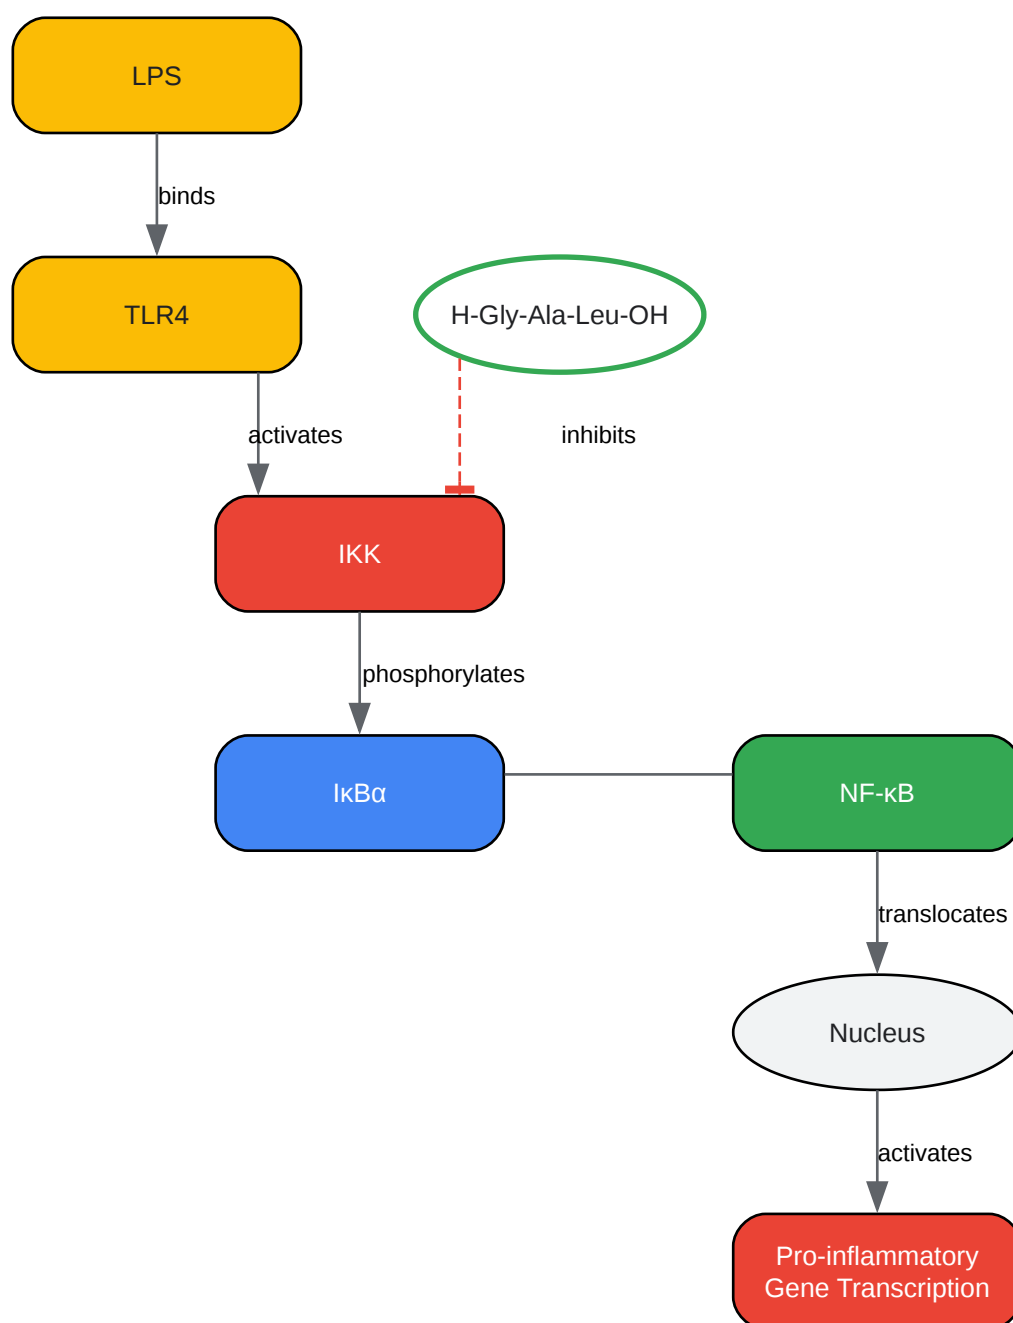 LPS
binds
TLR4
H-Gly-Ala-Leu-OH
activates
inhibits
IKK
phosphorylates
IκBα
NF-κB
translocates
Nucleus
activates
Pro-inflammatory
Gene Transcription